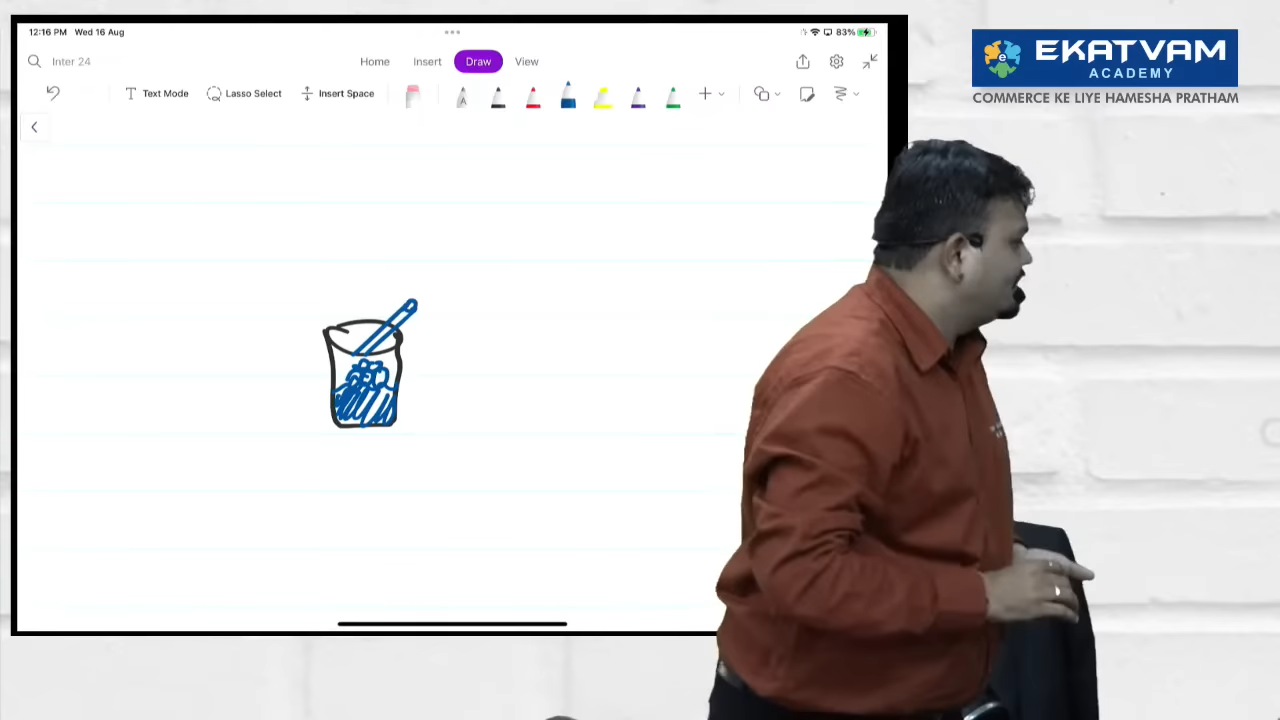 12:16 PM Wed 16 Aug
83%
EKATVAM
ACADEMY
COMMERCE KE LIYE HAMESHA PRATHAM
Inter 24
Home Insert Draw View
Text Mode Lasso Select Insert Space
A
e